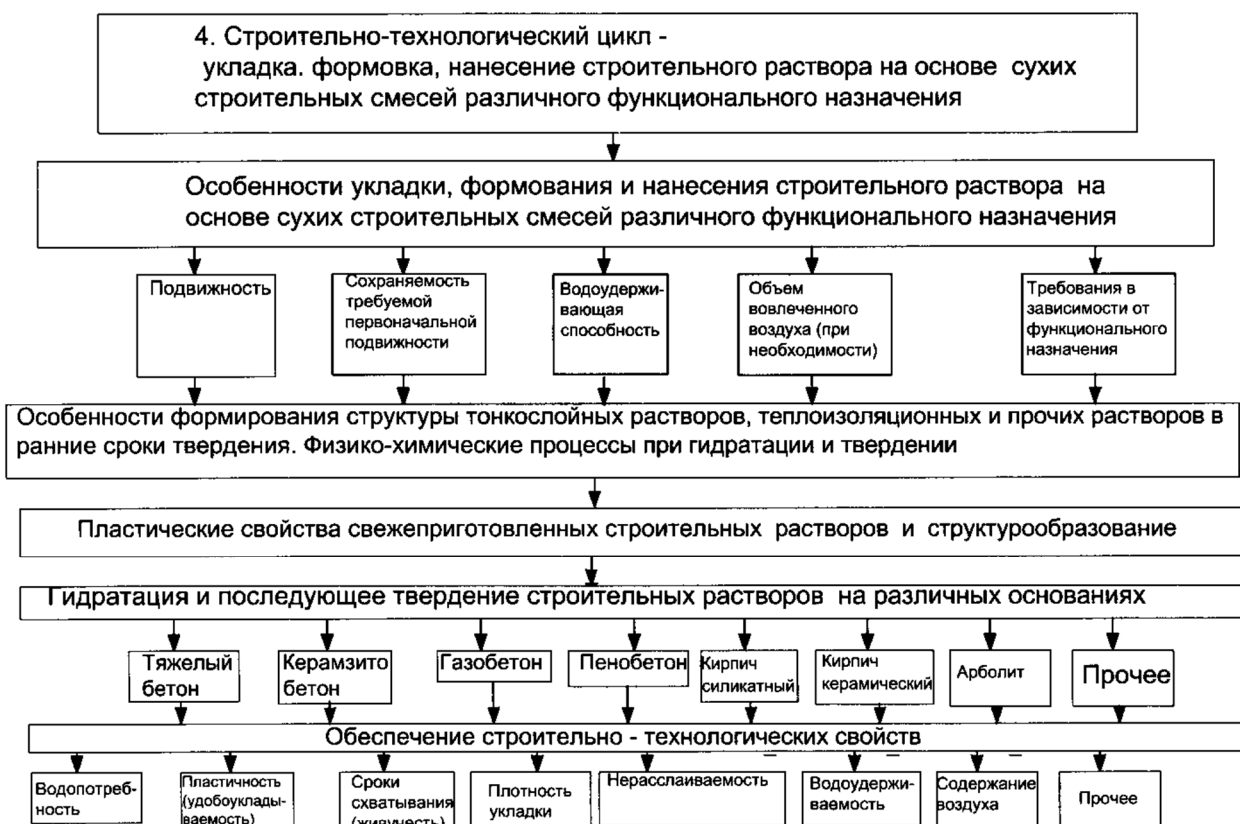 4. Строительно-технологический цикл -
укладка. формовка, нанесение строительного раствора на основе сухих
строительных смесей различного функционального назначения
Особенности укладки, формования и нанесения строительного раствора на
основе сухих строительных смесей различного функционального назначения
Подвижность
Сохраняемость
требуемой
первоначальной
подвижности
Водоудержи-
вающая
способность
Объем
вовлеченного
воздуха (при
необходимости)
Требования в
зависимости от
функционального
назначения
Особенности формирования структуры тонкослойных растворов, теплоизоляционных и прочих растворов в
ранние сроки твердения. Физико-химические процессы при гидратации и твердении
Пластические свойства свежеприготовленных строительных растворов и структурообразование
Гидратация и последующее твердение строительных растворов на различных основаниях
Тяжелый
бетон
Керамзито
бетон
Газобетон
Пенобетон
Кирпич
силикатный
Кирпич
керамический
Арболит
Прочее
Обеспечение строительно - технологических свойств
Водопотреб-
ность
Пластичность
(удобоуклады-
ваемость)
Сроки
схватывания
(живучесть)
Плотность
укладки
Нерасслаиваемость
Водоудержи-
ваемость
Содержание
воздуха
Прочее